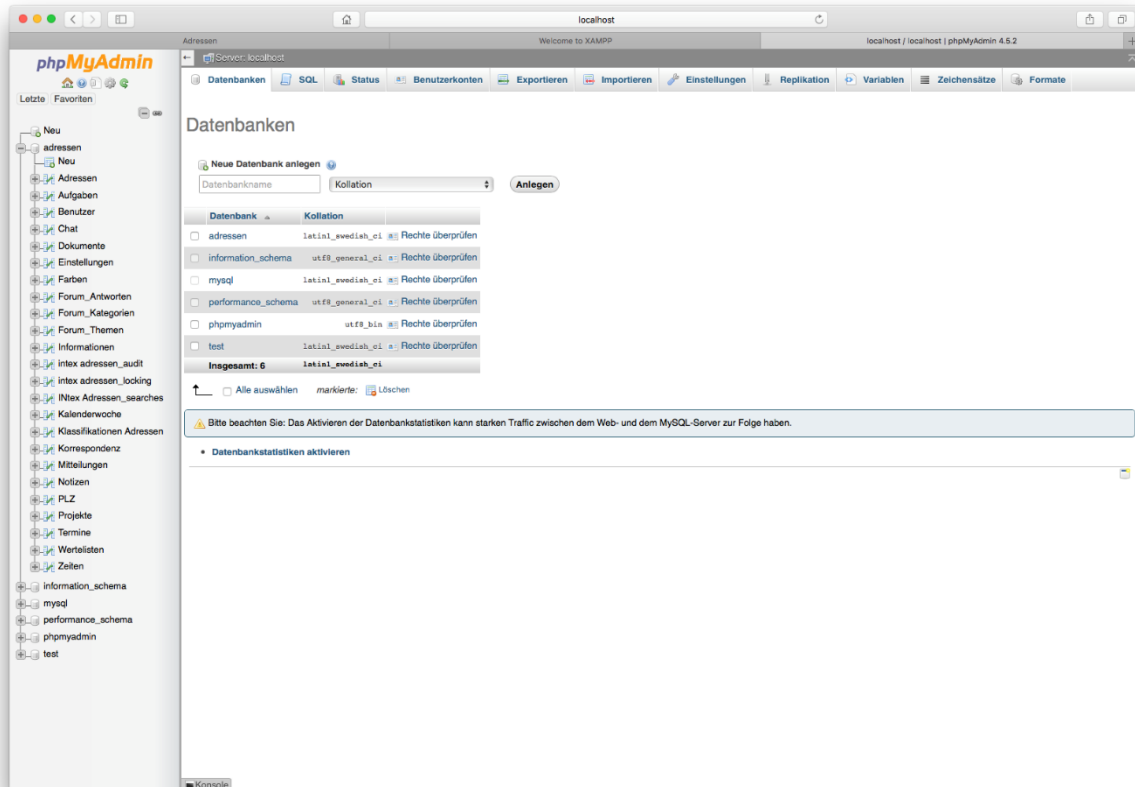 localhost
Adressen
Welcome to XAMPP
localhost / localhost | phpMyAdmin 4.5.2
phpMyAdmin
Letzte Favoriten
Neu
adressen
Neu
Adressen
Aufgaben
Benutzer
Chat
Dokumente
Einstellungen
Farben
Forum_Antworten
Forum_Kategorien
Forum_Themen
Informationen
intex adressen_audit
intex adressen_locking
INtex Adressen_searches
Kalenderwoche
Klassifikationen Adressen
Korrespondenz
Mitteilungen
Notizen
PLZ
Projekte
Termine
Wertelisten
Zeiten
information_schema
mysql
performance_schema
phpmyadmin
test
Server: localhost
Datenbanken SQL Status Benutzerkonten Exportieren Importieren Einstellungen Replikation Variablen Zeichensätze Formate
Datenbanken
Neue Datenbank anlegen
Datenbankname Kollation Anlegen
Datenbank Kollation
adressen latin1_swedish_ci Rechte überprüfen
information_schema utf8_general_ci Rechte überprüfen
mysql latin1_swedish_ci Rechte überprüfen
performance_schema utf8_general_ci Rechte überprüfen
phpmyadmin utf8_bin Rechte überprüfen
test latin1_swedish_ci Rechte überprüfen
Insgesamt: 6 latin1_swedish_ci
Alle auswählen markierte: Löschen
Bitte beachten Sie: Das Aktivieren der Datenbankstatistiken kann starken Traffic zwischen dem Web- und dem MySQL-Server zur Folge haben.
Datenbankstatistiken aktivieren
Konsole